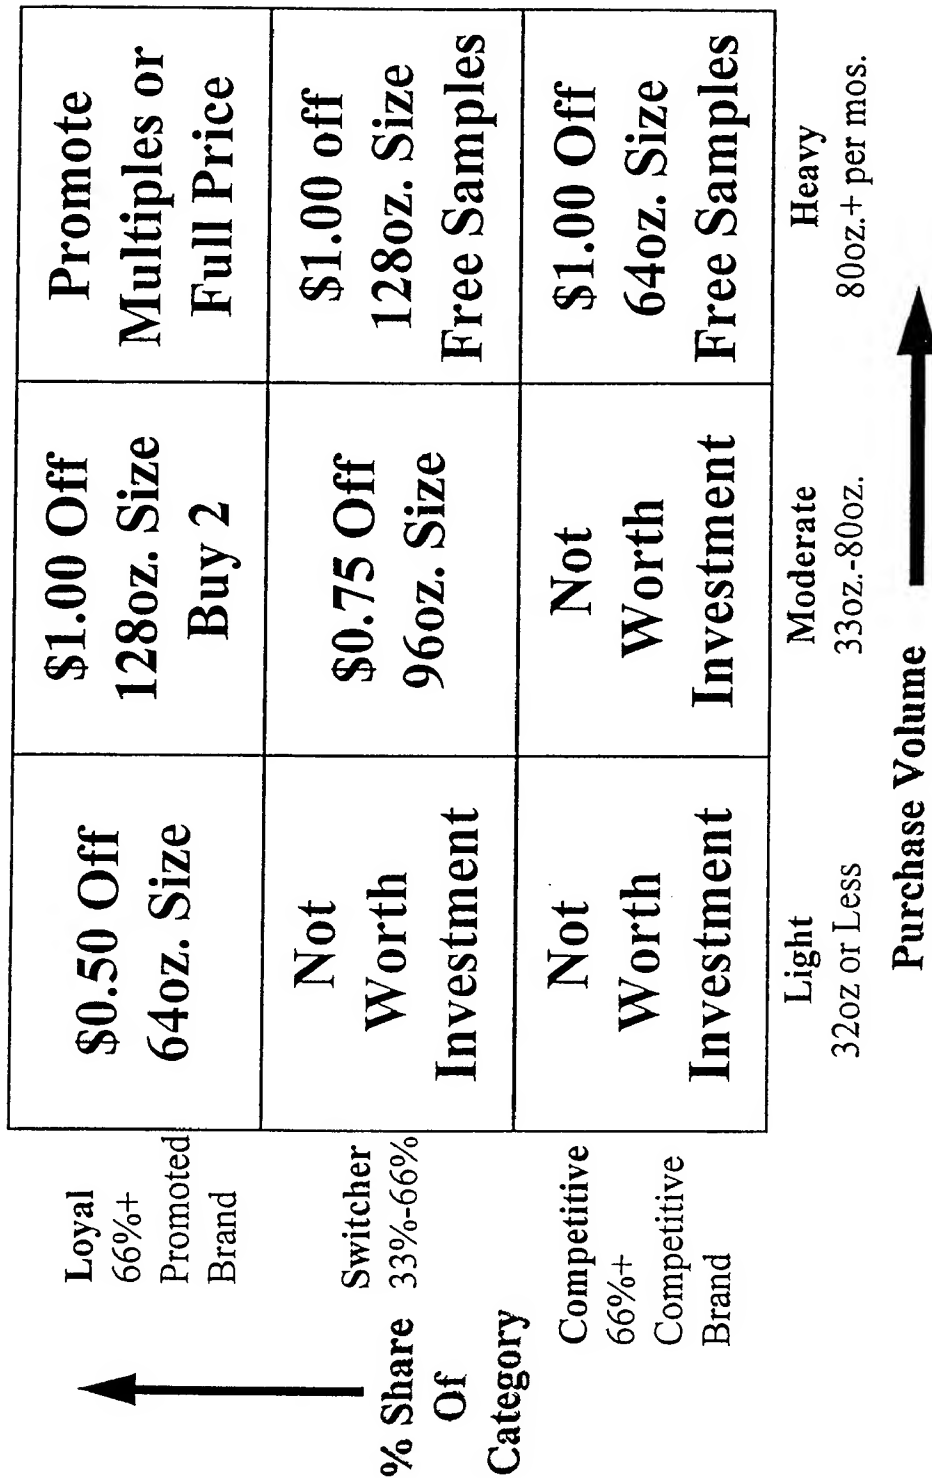 % Share
Of
Category
Loyal
66%+
Promoted
Brand
$0.50 Off
64oz. Size
$1.00 Off
128oz. Size
Buy 2
Promote
Multiples or
Full Price
Switcher
33%-66%
Not
Worth
Investment
$0.75 Off
96oz. Size
$1.00 off
128oz. Size
Free Samples
Competitive
66%+
Competitive
Brand
Not
Worth
Investment
Not
Worth
Investment
$1.00 Off
64oz. Size
Free Samples
Light
32oz or Less
Moderate
33oz.-80oz.
Heavy
80oz.+ per mos.
Purchase Volume